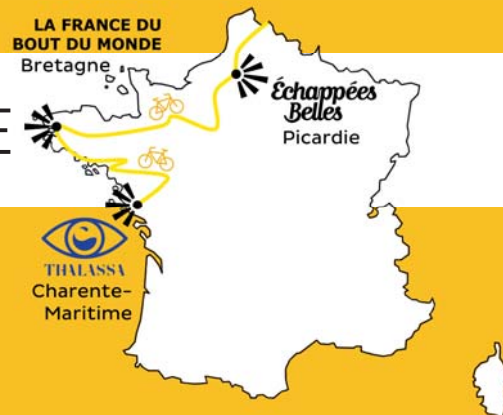 LA FRANCE DU
BOUT DU MONDE
Bretagne
Échappées
Belles
Picardie
E
THALASSA
Charente-
Maritime